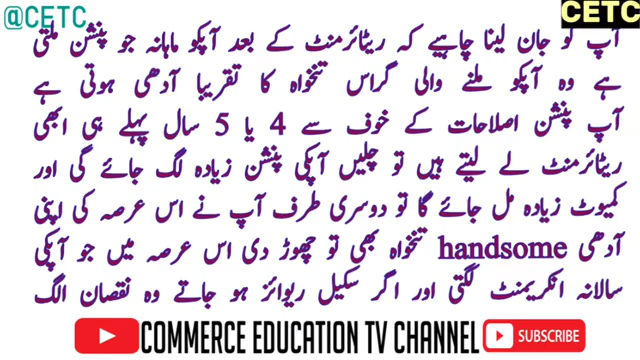 @CETC
CETC
آپ کو جان لینا چاہیے کہ ریٹائرمنٹ کے بعد آپکو ماہانہ جو پنشن ملتی
ہے وہ آپکو ملنے والی گراس تنخواہ کا تقریبا آدھی ہوتی ہے
آپ پنشن اصلاحات کے خوف سے 4 یا 5 سال پہلے ہی ابھی
ریٹائرمنٹ لے لیتے ہیں تو چلیں آپکی پنشن زیادہ لگ جائے گی اور
کمیوٹ زیادہ مل جائے گا تو دوسری طرف آپ نے اس عرصہ کی اپنی
آدھی handsome تنخواہ بھی تو چھوڑ دی اس عرصہ میں جو آپکی
سالانہ انکریمنٹ لگتی اور اگر سکیل ریوائز ہو جاتے وہ نقصان الگ
COMMERCE EDUCATION TV CHANNEL SUBSCRIBE